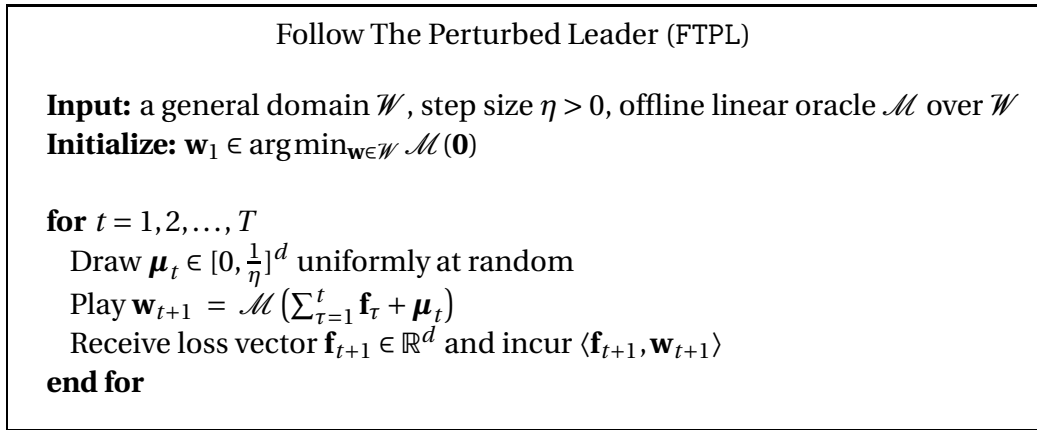 Follow The Perturbed Leader (FTPL)
Input: a general domain 𝒲, step size η > 0, offline linear oracle ℳ over 𝒲
Initialize: w₁ ∈ argmin_{w∈𝒲} ℳ(0)
for t = 1,2,…,T
Draw μ_t ∈ [0, 1/η]^d uniformly at random
Play w_{t+1} = ℳ(∑_{τ=1}^{t} f_τ + μ_t)
Receive loss vector f_{t+1} ∈ ℝ^d and incur ⟨f_{t+1}, w_{t+1}⟩
end for